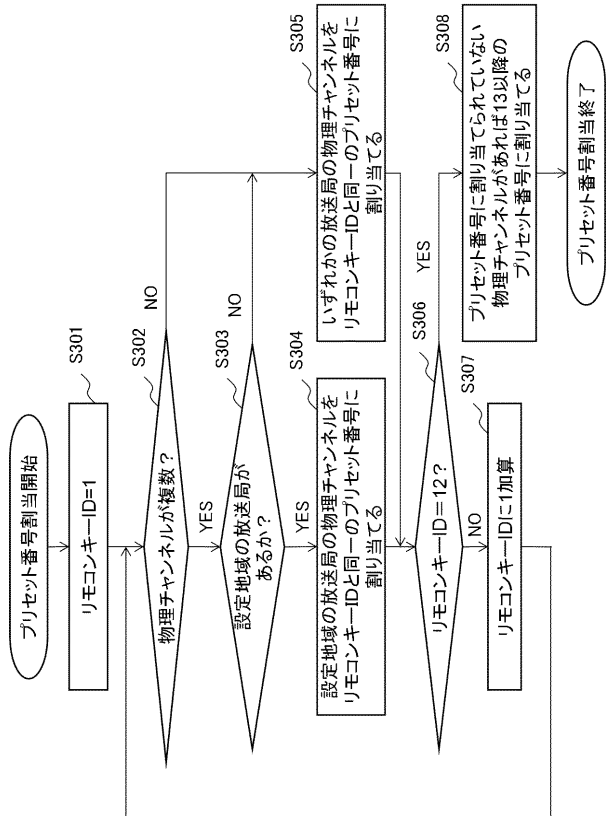 プリセット番号割当開始
S301
リモコンキーID=1
S302
物理チャンネルが複数？
NO
YES
S303
設定地域の放送局が
あるか？
NO
YES
S304
設定地域の放送局の物理チャンネルを
リモコンキーIDと同一のプリセット番号に
割り当てる
S305
いずれかの放送局の物理チャンネルを
リモコンキーIDと同一のプリセット番号に
割り当てる
S306
リモコンキーID=12？
YES
NO
S307
リモコンキーIDに1加算
S308
プリセット番号に割り当てられていない
物理チャンネルがあれば13以降の
プリセット番号に割り当てる
プリセット番号割当終了